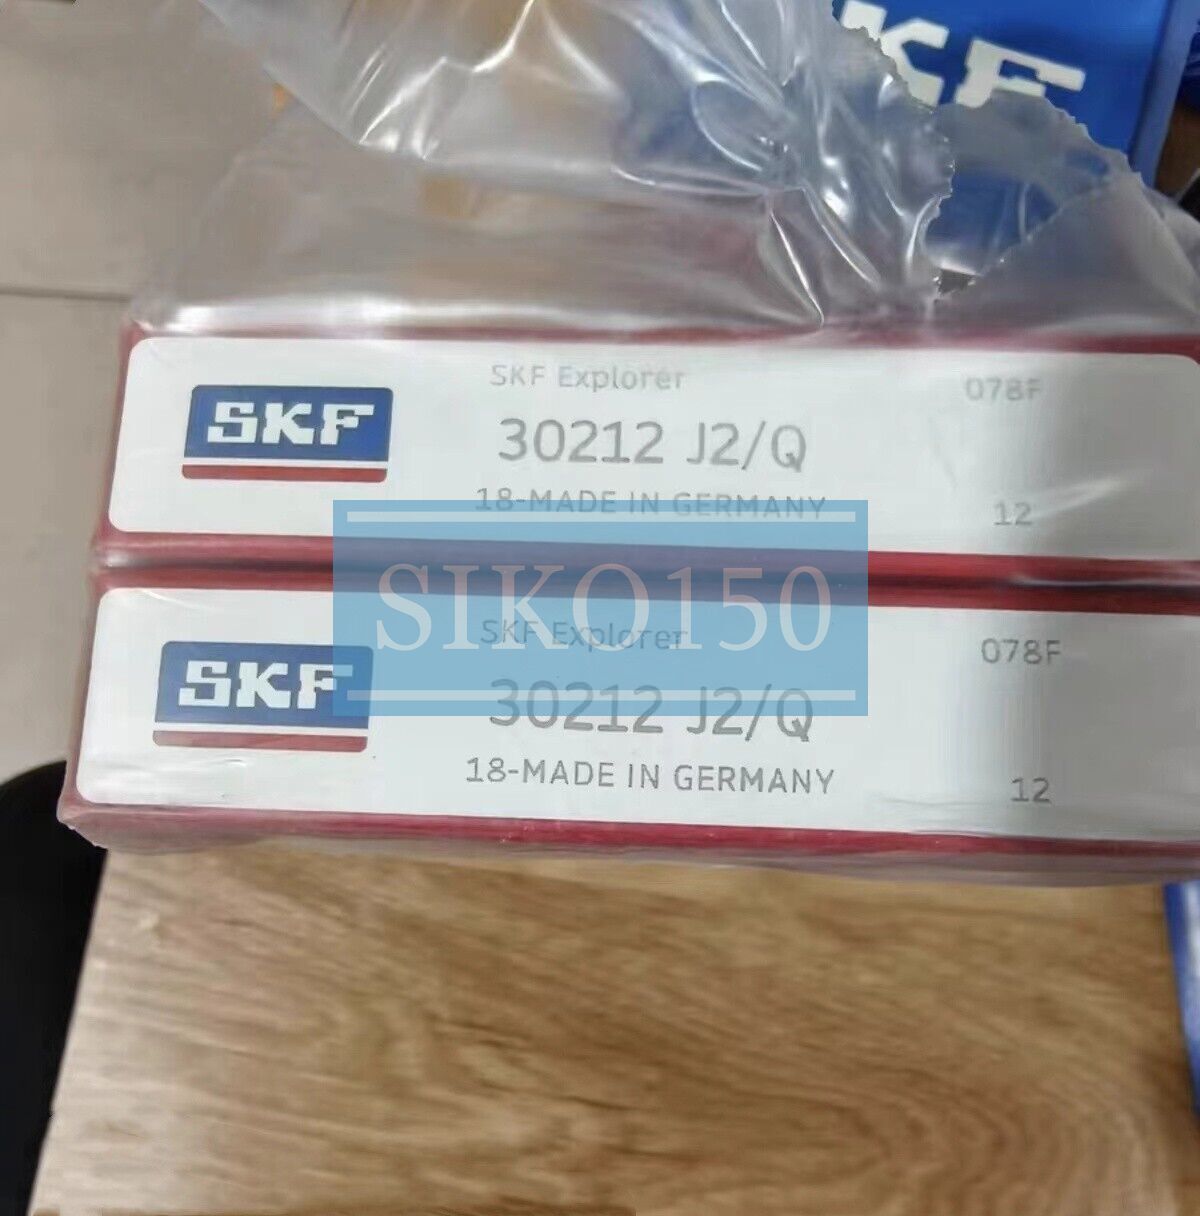 SKF
SKF
SKF Explorer
078F
30212 J2/Q
18-MADE IN GERMANY
12
SIKO150
SKF
SKF Explorer
078F
30212 J2/Q
18-MADE IN GERMANY
12